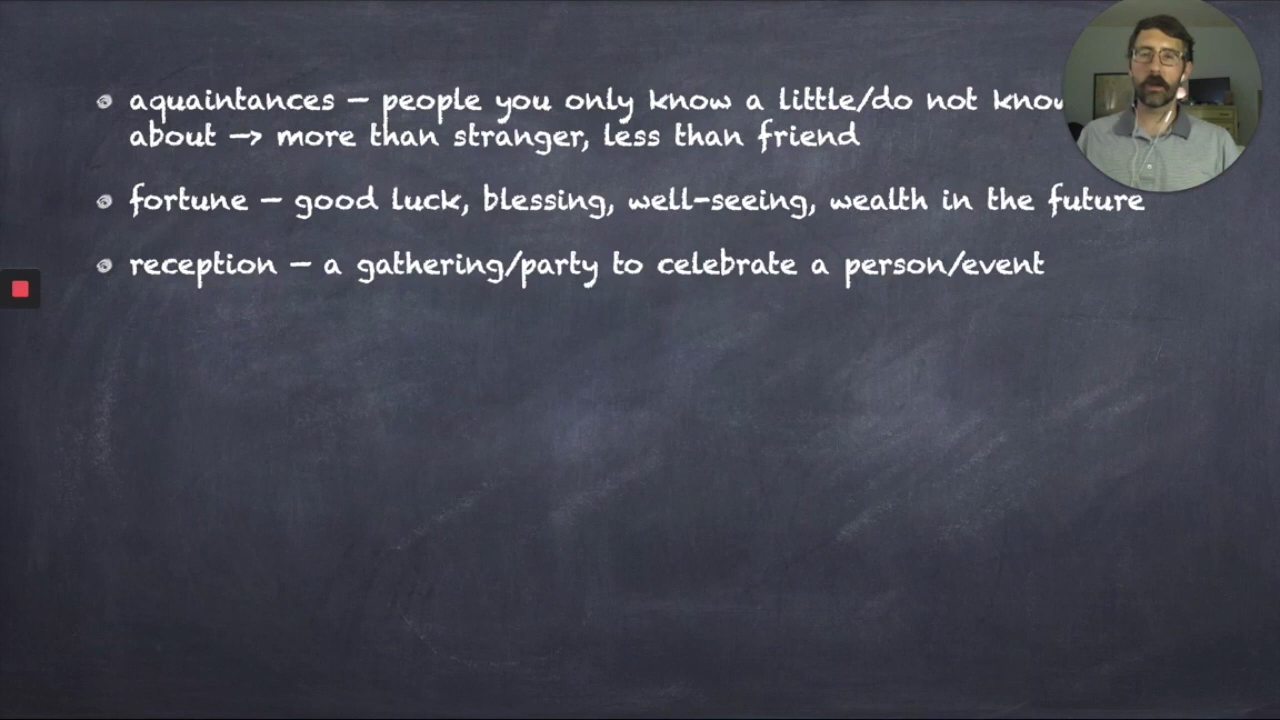 aquaintances – people you only know a little/do not know
about → more than stranger, less than friend
fortune – good luck, blessing, well-seeing, wealth in the future
reception – a gathering/party to celebrate a person/event